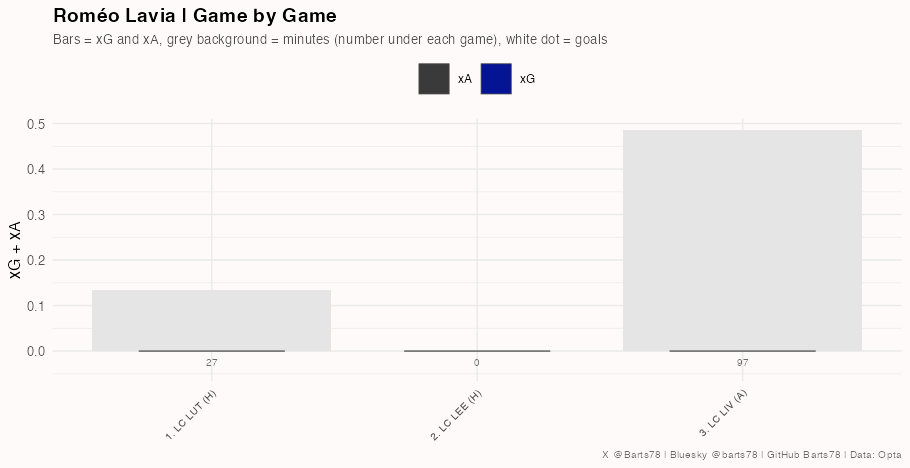 Roméo Lavia | Game by Game
Bars = xG and xA, grey background = minutes (number under each game), white dot = goals
xA xG
xG + xA
0.5
0.4
0.3
0.2
0.1
0.0
27 0 97
1. LC LUT (H) 2. LC LEE (H) 3. LC LIV (A)
X @Barts78 | Bluesky @barts78 | GitHub Barts78 | Data: Opta